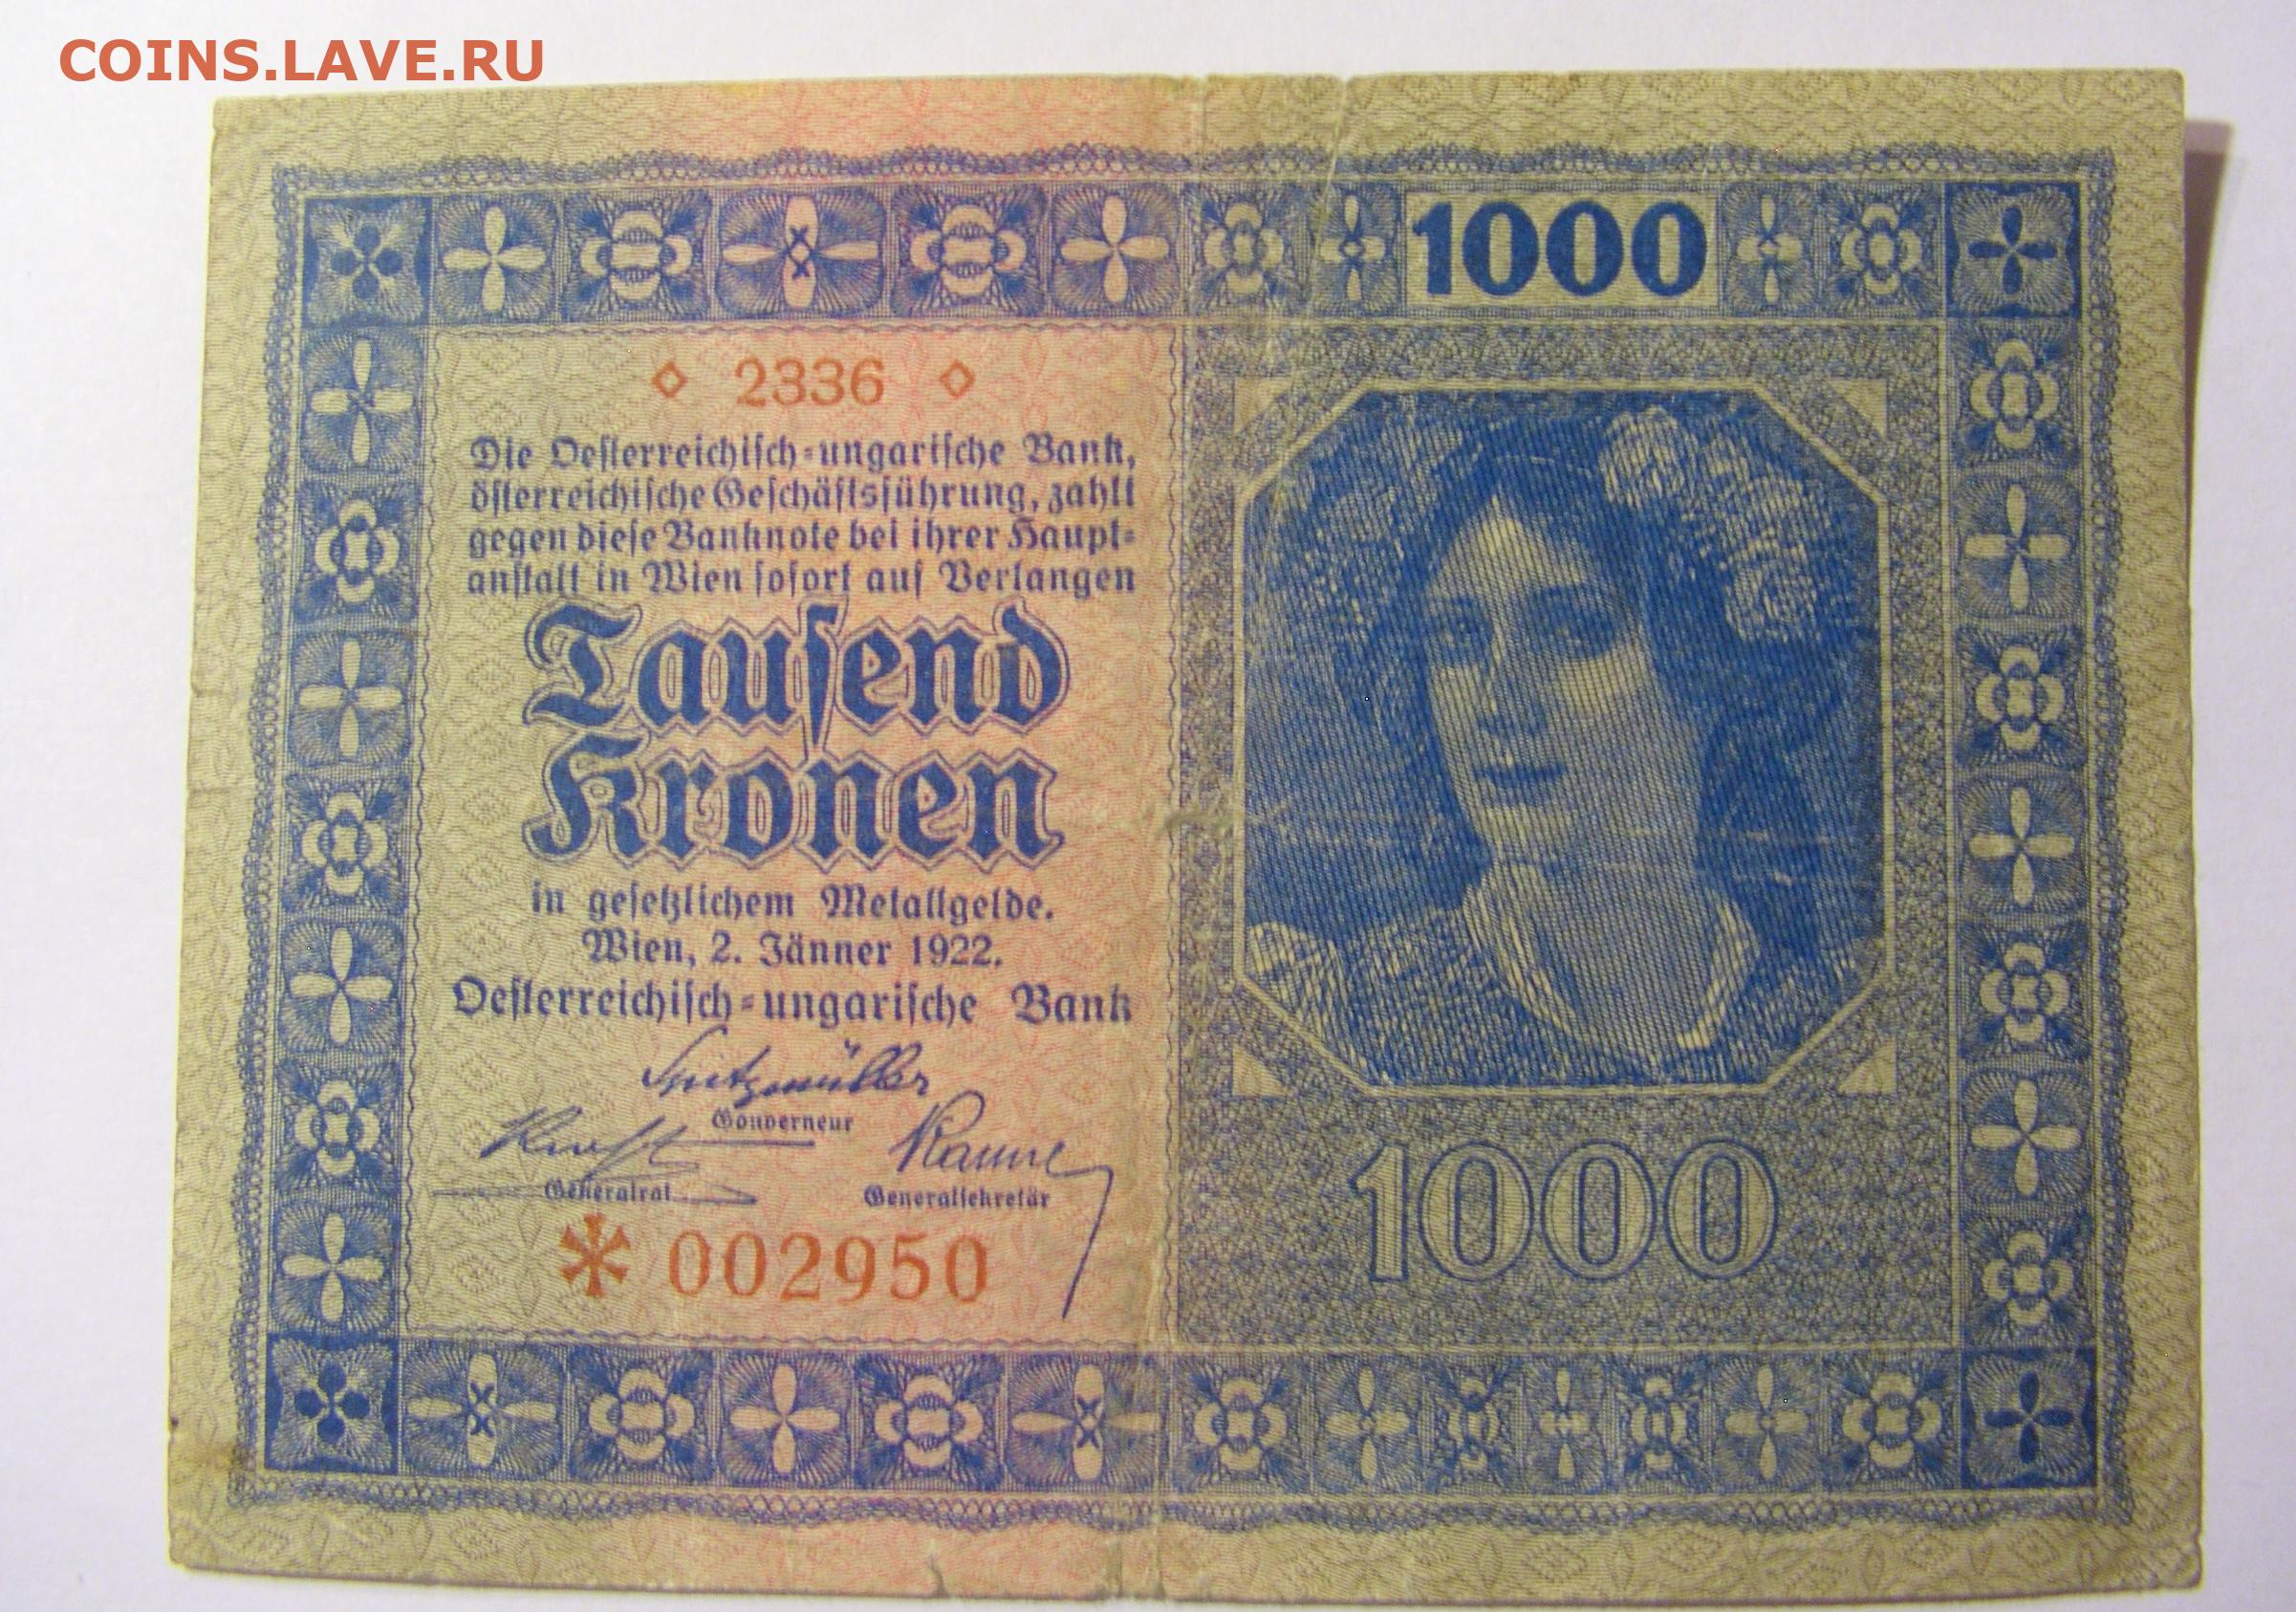 COINS.LAVE.RU
1000
◇ 2336 ◇
Die Oesterreichisch-ungarische Bank,
österreichische Geschäftsführung, zahlt
gegen diese Banknote bei ihrer Haupt-
anstalt in Wien sofort auf Verlangen
Tausend
Kronen
in gesetzlichem Metallgelde.
Wien, 2. Jänner 1922.
Oesterreichisch-ungarische Bank
Spitzmüller
Gouverneur
Generalrat
Generalsekretär
* 002950
1000